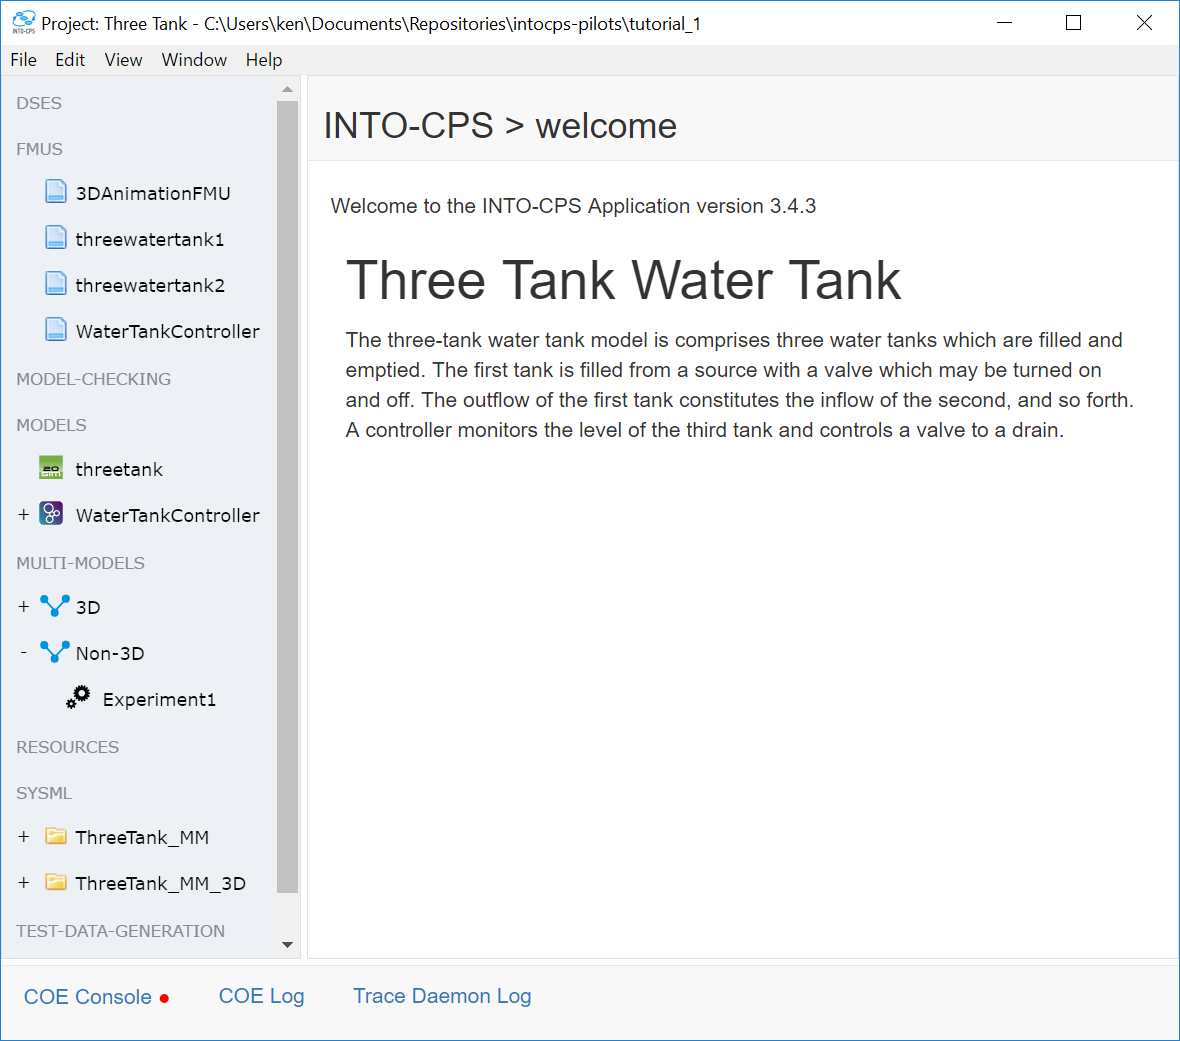 INTO-CPS
Project: Three Tank - C:\Users\ken\Documents\Repositories\intocps-pilots\tutorial_1
File Edit View Window Help
DSES
FMUS
3DAnimationFMU
threewatertank1
threewatertank2
WaterTankController
MODEL-CHECKING
MODELS
20
sim
threetank
+ WaterTankController
MULTI-MODELS
+ 3D
- Non-3D
Experiment1
RESOURCES
SYSML
+ ThreeTank_MM
+ ThreeTank_MM_3D
TEST-DATA-GENERATION
INTO-CPS > welcome
Welcome to the INTO-CPS Application version 3.4.3
Three Tank Water Tank
The three-tank water tank model is comprises three water tanks which are filled and
emptied. The first tank is filled from a source with a valve which may be turned on
and off. The outflow of the first tank constitutes the inflow of the second, and so forth.
A controller monitors the level of the third tank and controls a valve to a drain.
COE Console COE Log Trace Daemon Log